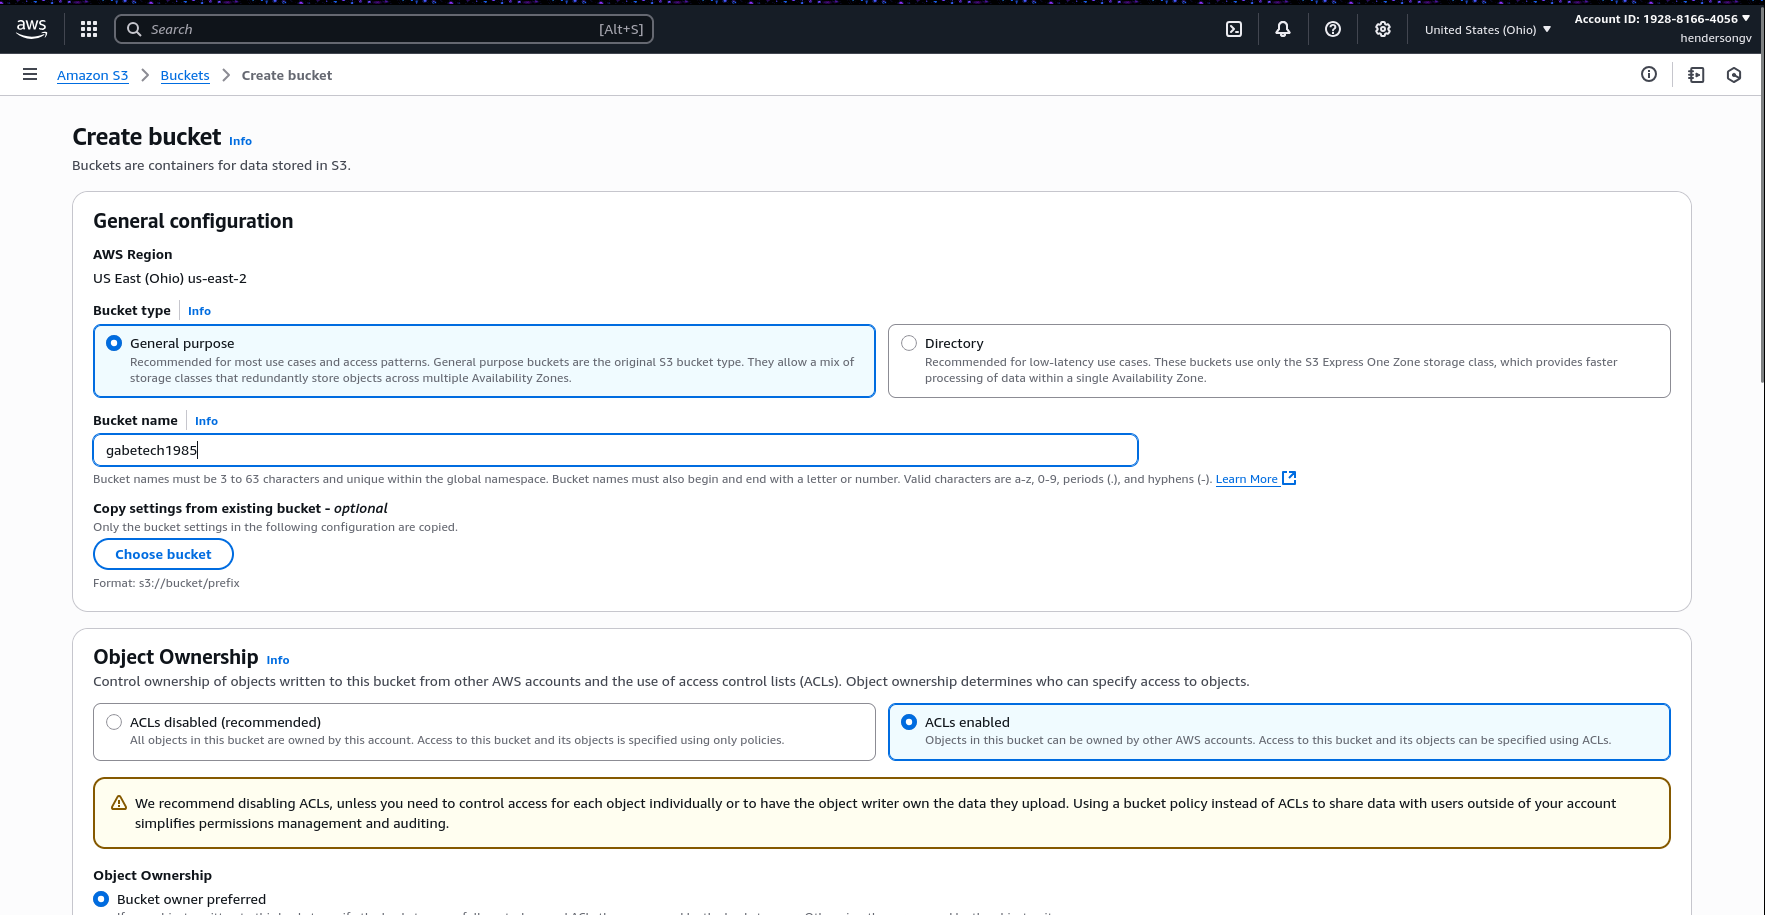 aws
Search [Alt+S]
United States (Ohio)
Account ID: 1928-8166-4056
hendersongv
Amazon S3 > Buckets > Create bucket
Create bucket Info
Buckets are containers for data stored in S3.
General configuration
AWS Region
US East (Ohio) us-east-2
Bucket type Info
General purpose
Recommended for most use cases and access patterns. General purpose buckets are the original S3 bucket type. They allow a mix of
storage classes that redundantly store objects across multiple Availability Zones.
Directory
Recommended for low-latency use cases. These buckets use only the S3 Express One Zone storage class, which provides faster
processing of data within a single Availability Zone.
Bucket name Info
gabetech1985
Bucket names must be 3 to 63 characters and unique within the global namespace. Bucket names must also begin and end with a letter or number. Valid characters are a-z, 0-9, periods (.), and hyphens (-). Learn More
Copy settings from existing bucket - optional
Only the bucket settings in the following configuration are copied.
Choose bucket
Format: s3://bucket/prefix
Object Ownership Info
Control ownership of objects written to this bucket from other AWS accounts and the use of access control lists (ACLs). Object ownership determines who can specify access to objects.
ACLs disabled (recommended)
All objects in this bucket are owned by this account. Access to this bucket and its objects is specified using only policies.
ACLs enabled
Objects in this bucket can be owned by other AWS accounts. Access to this bucket and its objects can be specified using ACLs.
We recommend disabling ACLs, unless you need to control access for each object individually or to have the object writer own the data they upload. Using a bucket policy instead of ACLs to share data with users outside of your account
simplifies permissions management and auditing.
Object Ownership
Bucket owner preferred